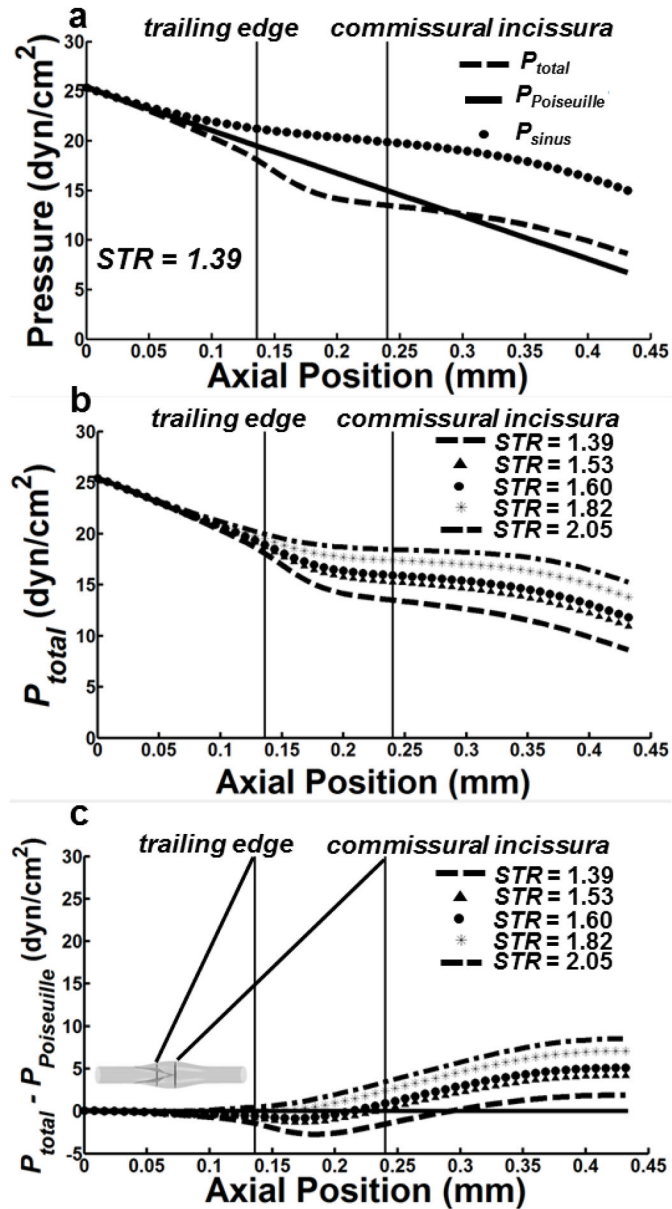 a
trailing edge commissural incissura
30
25
20
15
10
5
0
Pressure (dyn/cm²)
P_total
P_Poiseuille
P_sinus
STR = 1.39
0 0.05 0.1 0.15 0.2 0.25 0.3 0.35 0.4 0.45
Axial Position (mm)
b
trailing edge commissural incissura
30
25
20
15
10
5
0
P_total (dyn/cm²)
STR = 1.39
STR = 1.53
STR = 1.60
STR = 1.82
STR = 2.05
0 0.05 0.1 0.15 0.2 0.25 0.3 0.35 0.4 0.45
Axial Position (mm)
c
trailing edge commissural incissura
30
25
20
15
10
5
0
-5
P_total - P_Poiseuille (dyn/cm²)
STR = 1.39
STR = 1.53
STR = 1.60
STR = 1.82
STR = 2.05
0 0.05 0.1 0.15 0.2 0.25 0.3 0.35 0.4 0.45
Axial Position (mm)